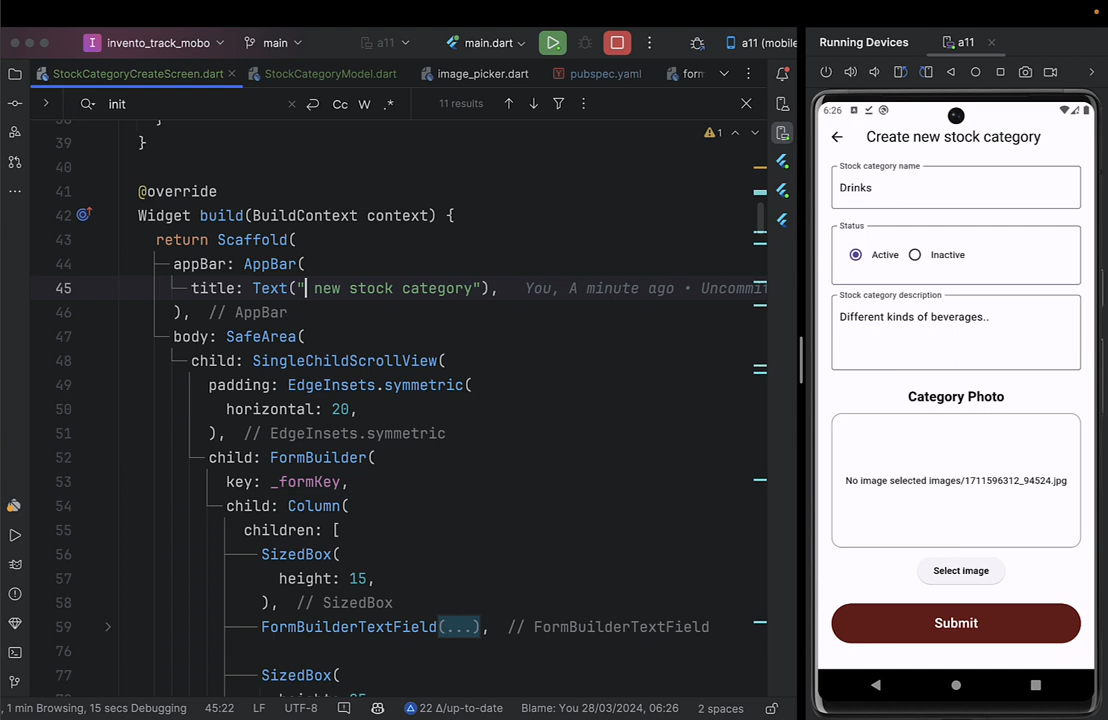 I invento_track_mobo main a11 main.dart a11 (mobile
Running Devices a11
StockCategoryCreateScreen.dart StockCategoryModel.dart image_picker.dart pubspec.yaml
init Cc W .* 11 results
6:26
Create new stock category
Stock category name
Drinks
Status
Active Inactive
Stock category description
Different kinds of beverages..
Category Photo
No image selected images/1711596312_94524.jpg
Select image
Submit
1
39 }
40
41 @override
42 Widget build(BuildContext context) {
43 return Scaffold(
44 appBar: AppBar(
45 title: Text(" new stock category"), You, A minute ago • Uncommit
46 ), // AppBar
47 body: SafeArea(
48 child: SingleChildScrollView(
49 padding: EdgeInsets.symmetric(
50 horizontal: 20,
51 ), // EdgeInsets.symmetric
52 child: FormBuilder(
53 key: _formKey,
54 child: Column(
55 children: [
56 SizedBox(
57 height: 15,
58 ), // SizedBox
59 FormBuilderTextField(...), // FormBuilderTextField
76
77 SizedBox(
, 1 min Browsing, 15 secs Debugging 45:22 LF UTF-8 22 Δ/up-to-date Blame: You 28/03/2024, 06:26 2 spaces